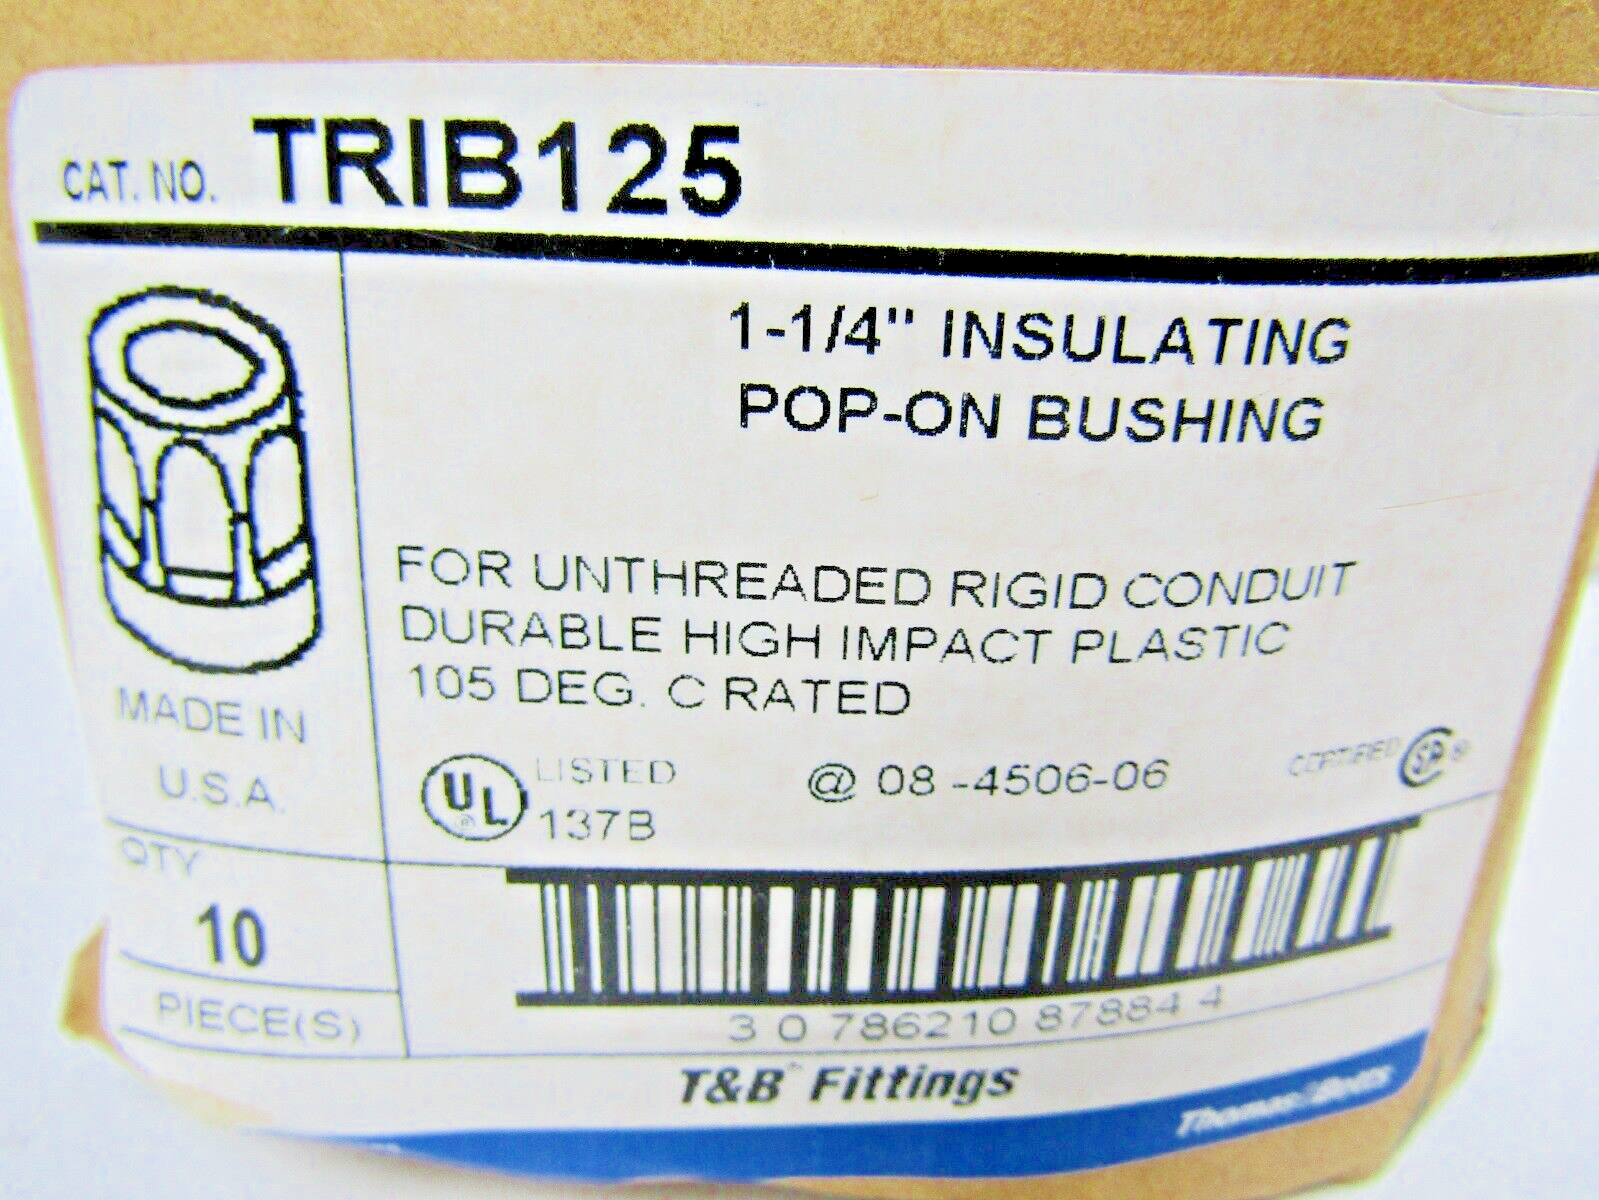 CAT. NO. TRIB125
1-1/4" INSULATING
POP-ON BUSHING
FOR UNTHREADED RIGID CONDUIT
DURABLE HIGH IMPACT PLASTIC
105 DEG. C RATED
MADE IN
U.S.A.
UL® LISTED
137B
@ 08-4506-06
CERTIFIED SA®
QTY
10
PIECE(S)
3 0 786210 87884 4
T&B® Fittings
Thomas&Betts